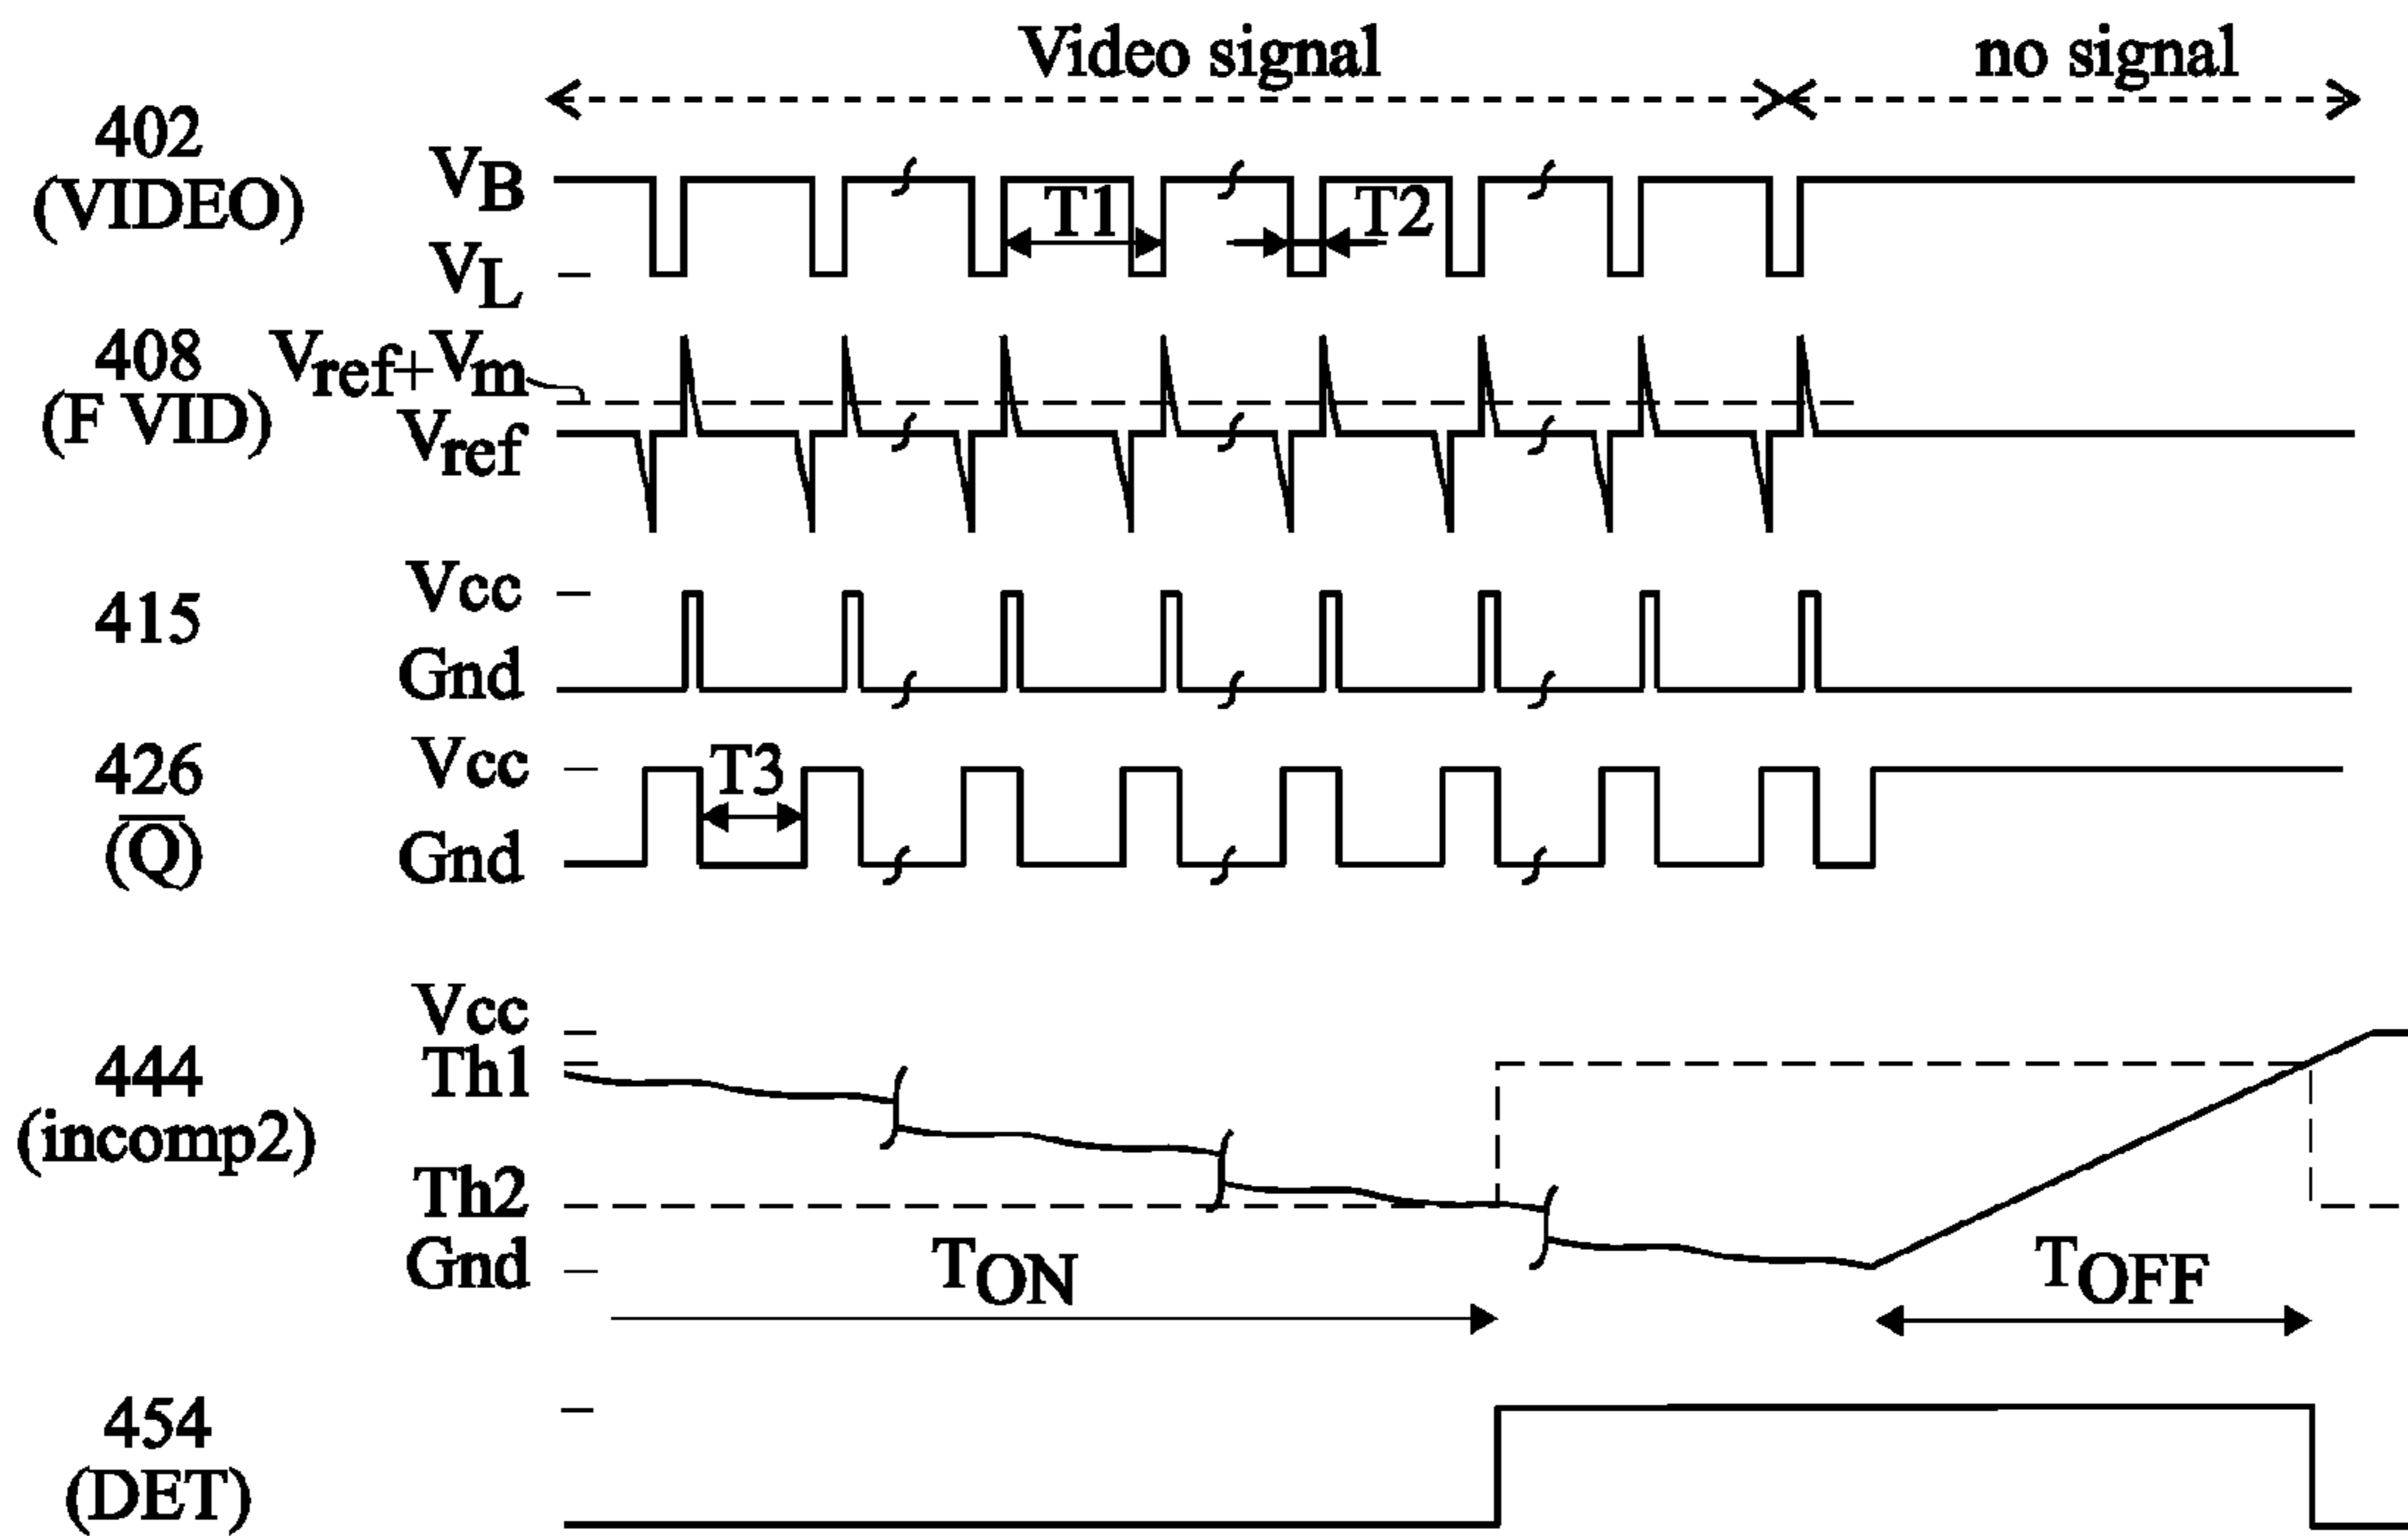 Video signal
no signal
402
(VIDEO)
VB
VL
T1
T2
408
(F VID)
Vref+Vm
Vref
415
Vcc
Gnd
426
(Q̅)
Vcc
Gnd
T3
444
(incomp2)
Vcc
Th1
Th2
Gnd
TON
TOFF
454
(DET)